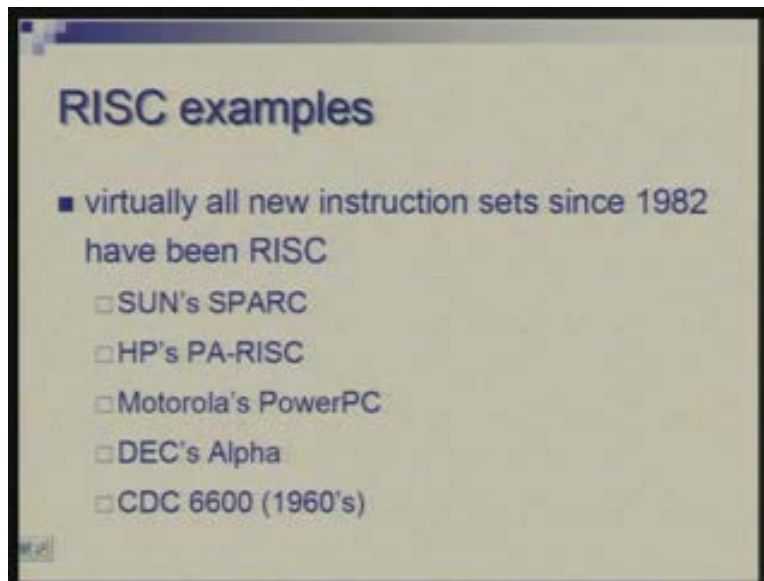 RISC examples
virtually all new instruction sets since 1982
have been RISC
SUN's SPARC
HP's PA-RISC
Motorola's PowerPC
DEC's Alpha
CDC 6600 (1960's)